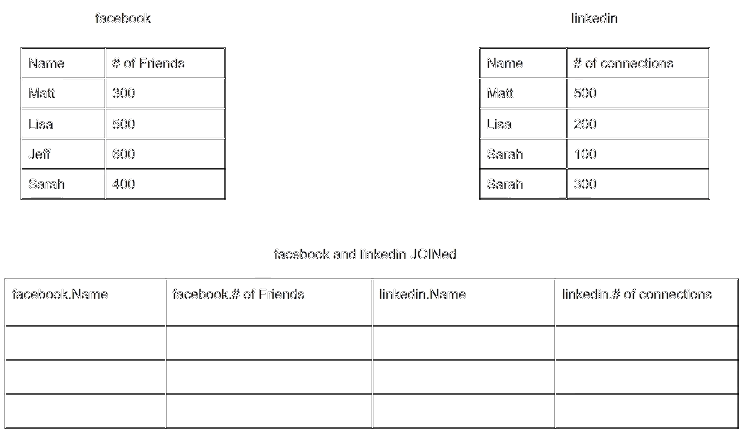 facebook linkedin
Name # of Friends Name # of connections
Matt 300 Matt 500
Lisa 500 Lisa 200
Jeff Sarah 100
Sarah 400 Sarah 300
facebook and linkedin JOINed
facebook.Name facebook.# of Friends linkedin.Name linkedin.# of connections